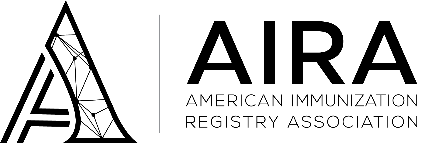 AIRA
AMERICAN IMMUNIZATION
REGISTRY ASSOCIATION